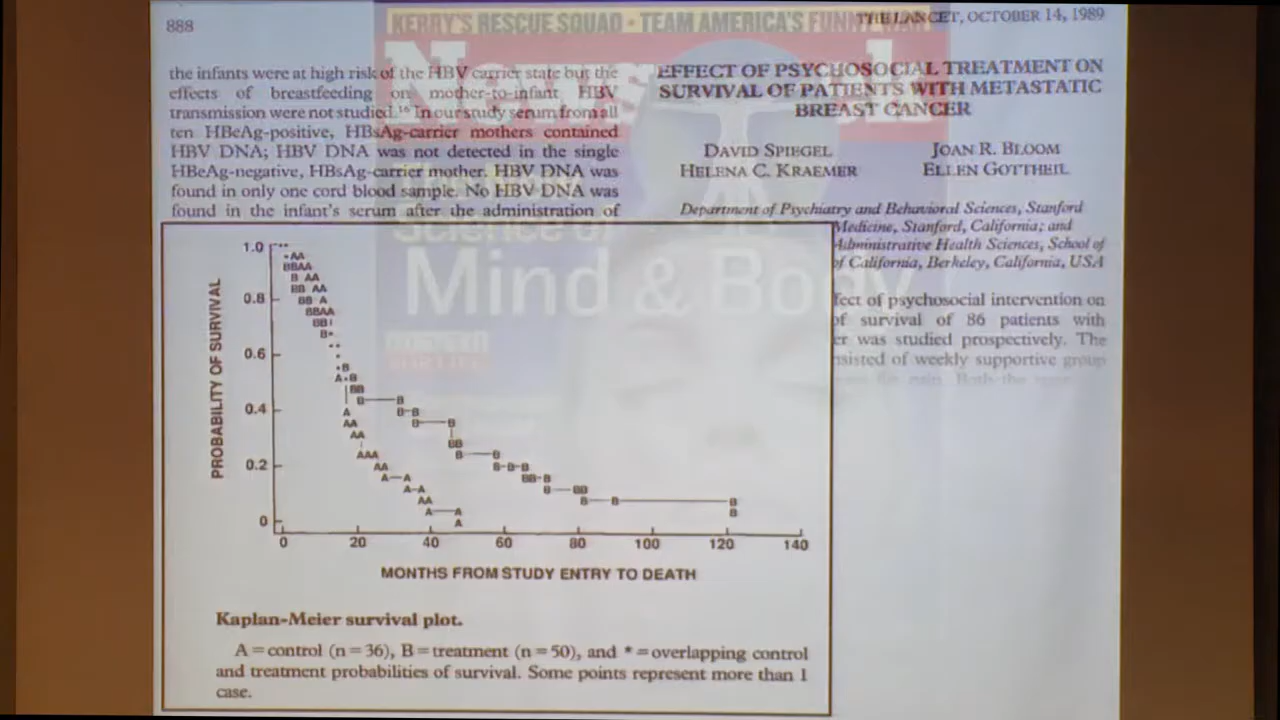 888
THE LANCET, OCTOBER 14, 1989
KERRY'S RESCUE SQUAD · TEAM AMERICA'S FUNNY WAR
the infants were at high risk of the HBV carrier state but the
effects of breastfeeding on mother-to-infant HBV
transmission were not studied.¹⁶ In our study serum from all
ten HBeAg-positive, HBsAg-carrier mothers contained
HBV DNA; HBV DNA was not detected in the single
HBeAg-negative, HBsAg-carrier mother. HBV DNA was
found in only one cord blood sample. No HBV DNA was
found in the infant's serum after the administration of
EFFECT OF PSYCHOSOCIAL TREATMENT ON
SURVIVAL OF PATIENTS WITH METASTATIC
BREAST CANCER
DAVID SPIEGEL JOAN R. BLOOM
HELENA C. KRAEMER ELLEN GOTTHEIL
Department of Psychiatry and Behavioral Sciences, Stanford
Medicine, Stanford, California; and
Administrative Health Sciences, School of
of California, Berkeley, California, USA
fect of psychosocial intervention on
of survival of 86 patients with
er was studied prospectively. The
nsisted of weekly supportive group
Science of
Mind & Body
PROBABILITY OF SURVIVAL
1.0
0.8
0.6
0.4
0.2
0
0 20 40 60 80 100 120 140
MONTHS FROM STUDY ENTRY TO DEATH
Kaplan-Meier survival plot.
A = control (n = 36), B = treatment (n = 50), and * = overlapping control
and treatment probabilities of survival. Some points represent more than 1
case.